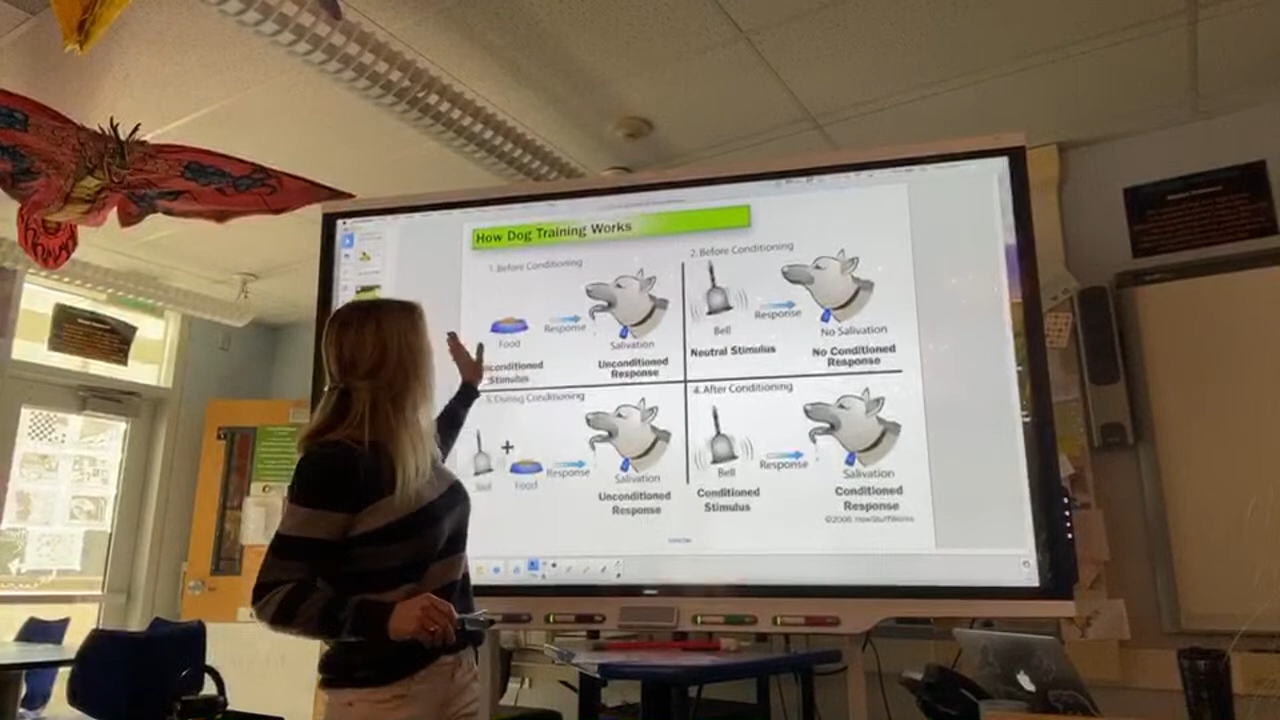 How Dog Training Works
1. Before Conditioning
Food
Response
Salivation
Unconditioned
Response
Stimulus
2. Before Conditioning
Bell
Response
No Salivation
Neutral Stimulus
No Conditioned
Response
3. During Conditioning
+
Food
Response
Salivation
Unconditioned
Response
4. After Conditioning
Bell
Response
Salivation
Conditioned
Stimulus
Conditioned
Response
©2006 HowStuffWorks